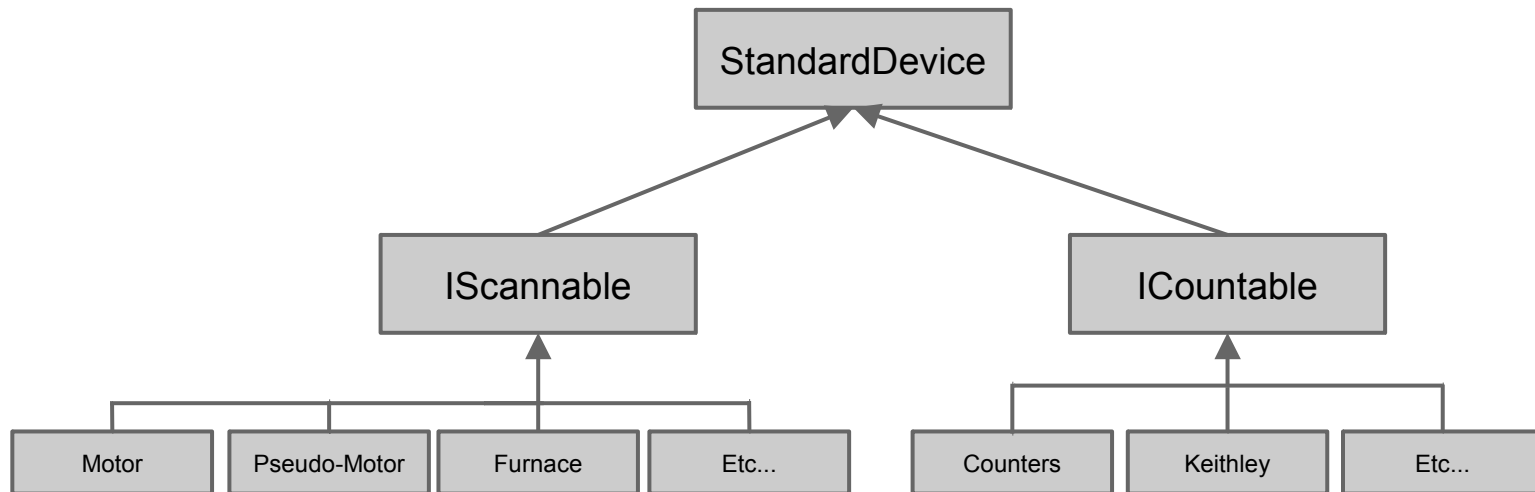 StandardDevice
IScannable
ICountable
Motor
Pseudo-Motor
Furnace
Etc...
Counters
Keithley
Etc...